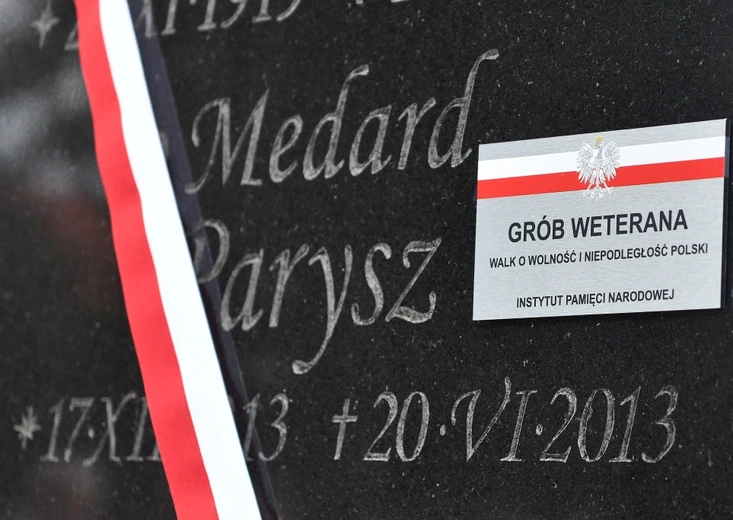 Medard
Parysz
†20·VI·2013
GRÓB WETERANA
WALK O WOLNOŚĆ I NIEPODLEGŁOŚĆ POLSKI
INSTYTUT PAMIĘCI NARODOWEJ